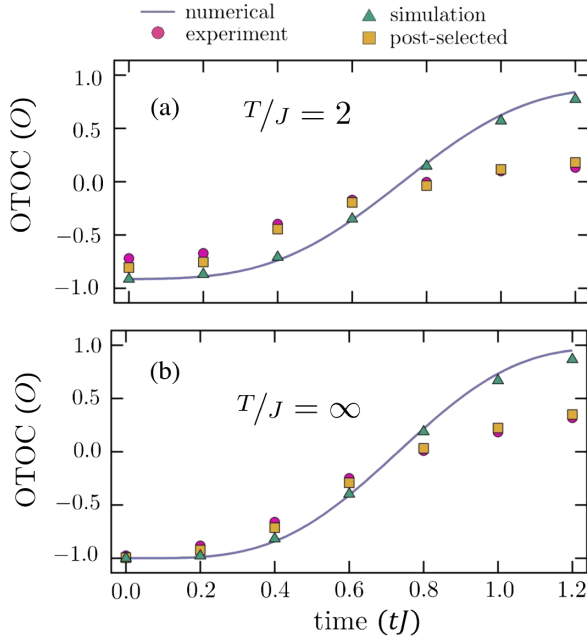 numerical
simulation
experiment
post-selected
(a)
T/J = 2
OTOC (O)
1.0
0.5
0.0
−0.5
−1.0
(b)
T/J = ∞
OTOC (O)
1.0
0.5
0.0
−0.5
−1.0
0.0 0.2 0.4 0.6 0.8 1.0 1.2
time (tJ)